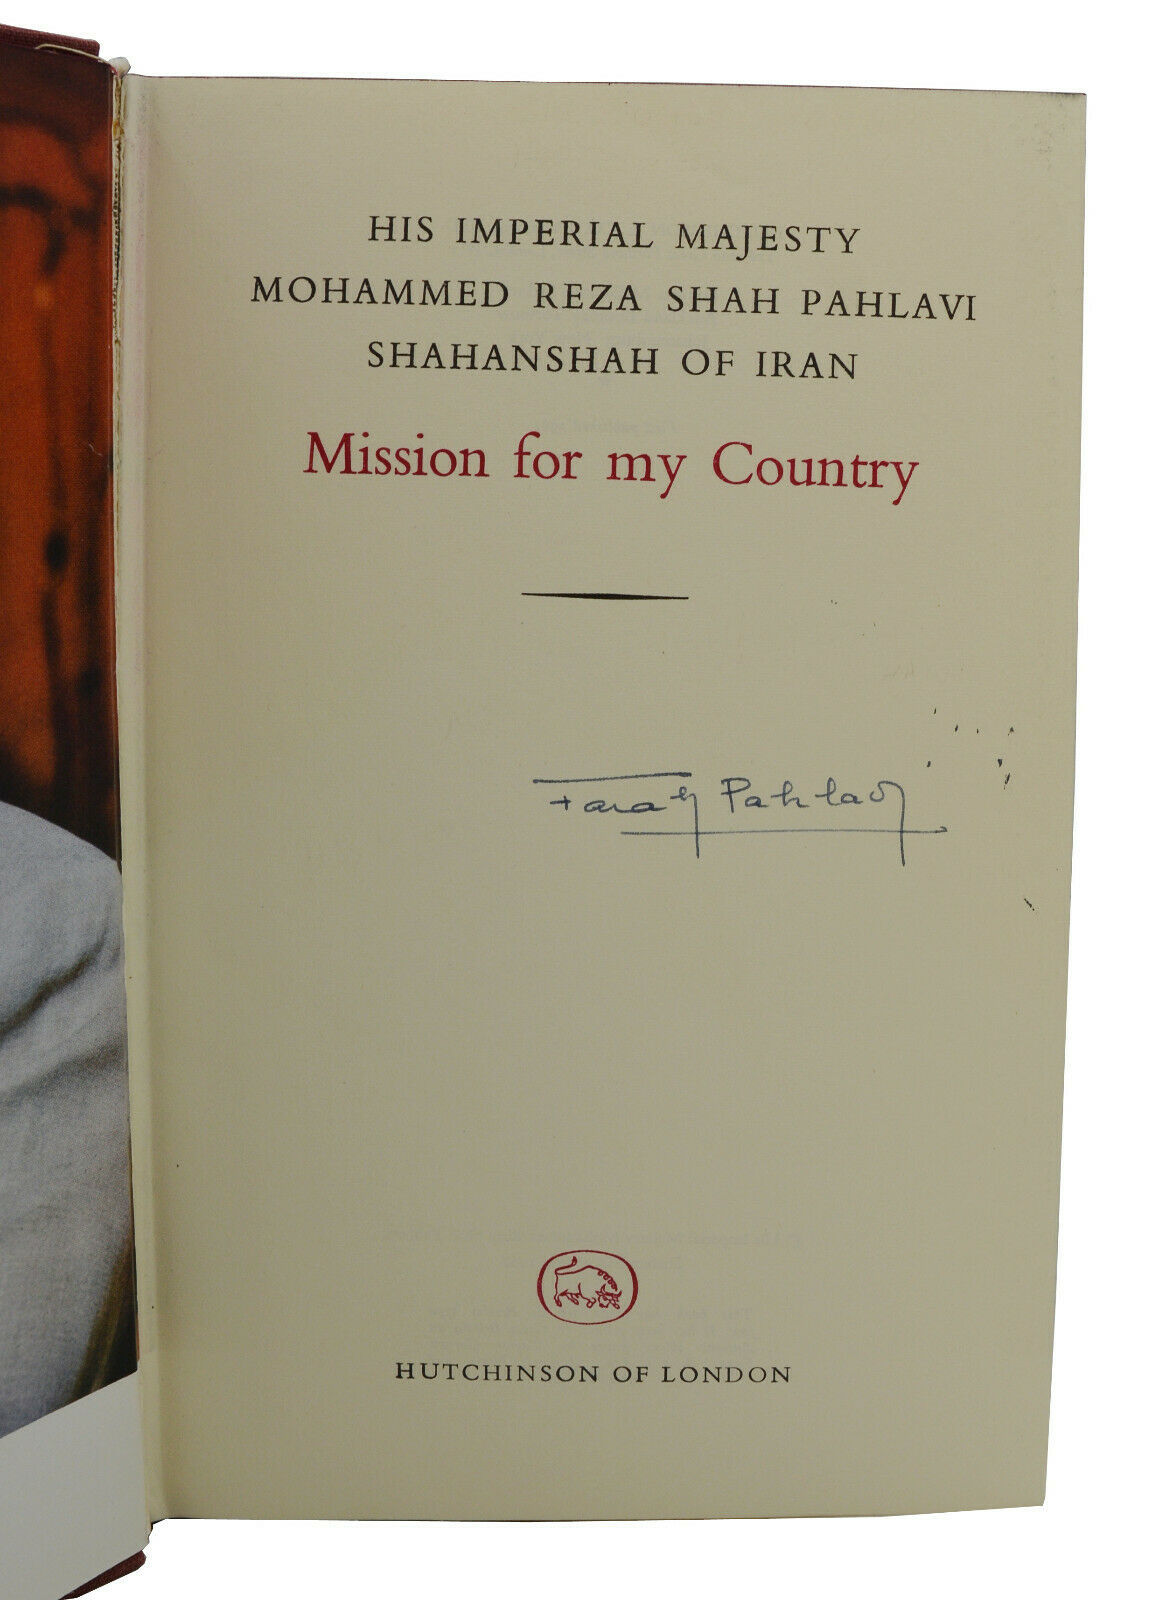 HIS IMPERIAL MAJESTY
MOHAMMED REZA SHAH PAHLAVI
SHAHANSHAH OF IRAN
Mission for my Country
Farah Pahlavi
HUTCHINSON OF LONDON